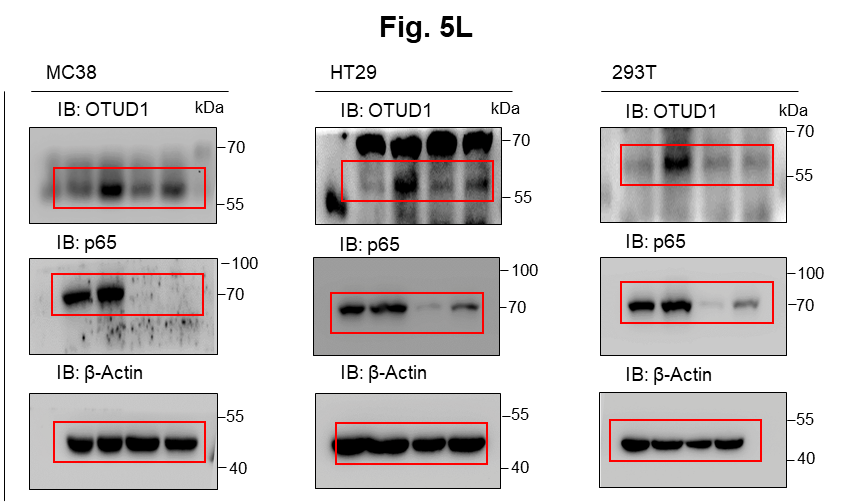 Fig. 5L
MC38
HT29
293T
IB: OTUD1
kDa
70
55
IB: OTUD1
kDa
70
55
IB: OTUD1
kDa
70
55
IB: p65
100
70
IB: p65
100
70
IB: p65
100
70
IB: β-Actin
55
40
IB: β-Actin
55
40
IB: β-Actin
55
40